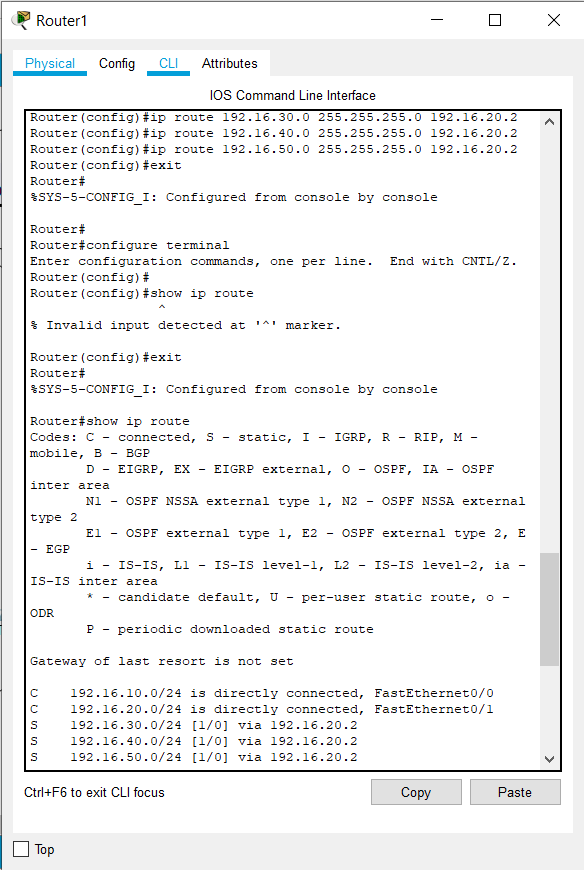 Router1
Physical Config CLI Attributes
IOS Command Line Interface
Router(config)#ip route 192.16.30.0 255.255.255.0 192.16.20.2
Router(config)#ip route 192.16.40.0 255.255.255.0 192.16.20.2
Router(config)#ip route 192.16.50.0 255.255.255.0 192.16.20.2
Router(config)#exit
Router#
%SYS-5-CONFIG_I: Configured from console by console
Router#
Router#configure terminal
Enter configuration commands, one per line.  End with CNTL/Z.
Router(config)#
Router(config)#show ip route
^
% Invalid input detected at '^' marker.
Router(config)#exit
Router#
%SYS-5-CONFIG_I: Configured from console by console
Router#show ip route
Codes: C - connected, S - static, I - IGRP, R - RIP, M -
mobile, B - BGP
D - EIGRP, EX - EIGRP external, O - OSPF, IA - OSPF
inter area
N1 - OSPF NSSA external type 1, N2 - OSPF NSSA external
type 2
E1 - OSPF external type 1, E2 - OSPF external type 2, E
- EGP
i - IS-IS, L1 - IS-IS level-1, L2 - IS-IS level-2, ia -
IS-IS inter area
* - candidate default, U - per-user static route, o -
ODR
P - periodic downloaded static route
Gateway of last resort is not set
C    192.16.10.0/24 is directly connected, FastEthernet0/0
C    192.16.20.0/24 is directly connected, FastEthernet0/1
S    192.16.30.0/24 [1/0] via 192.16.20.2
S    192.16.40.0/24 [1/0] via 192.16.20.2
S    192.16.50.0/24 [1/0] via 192.16.20.2
Ctrl+F6 to exit CLI focus
Copy Paste
Top